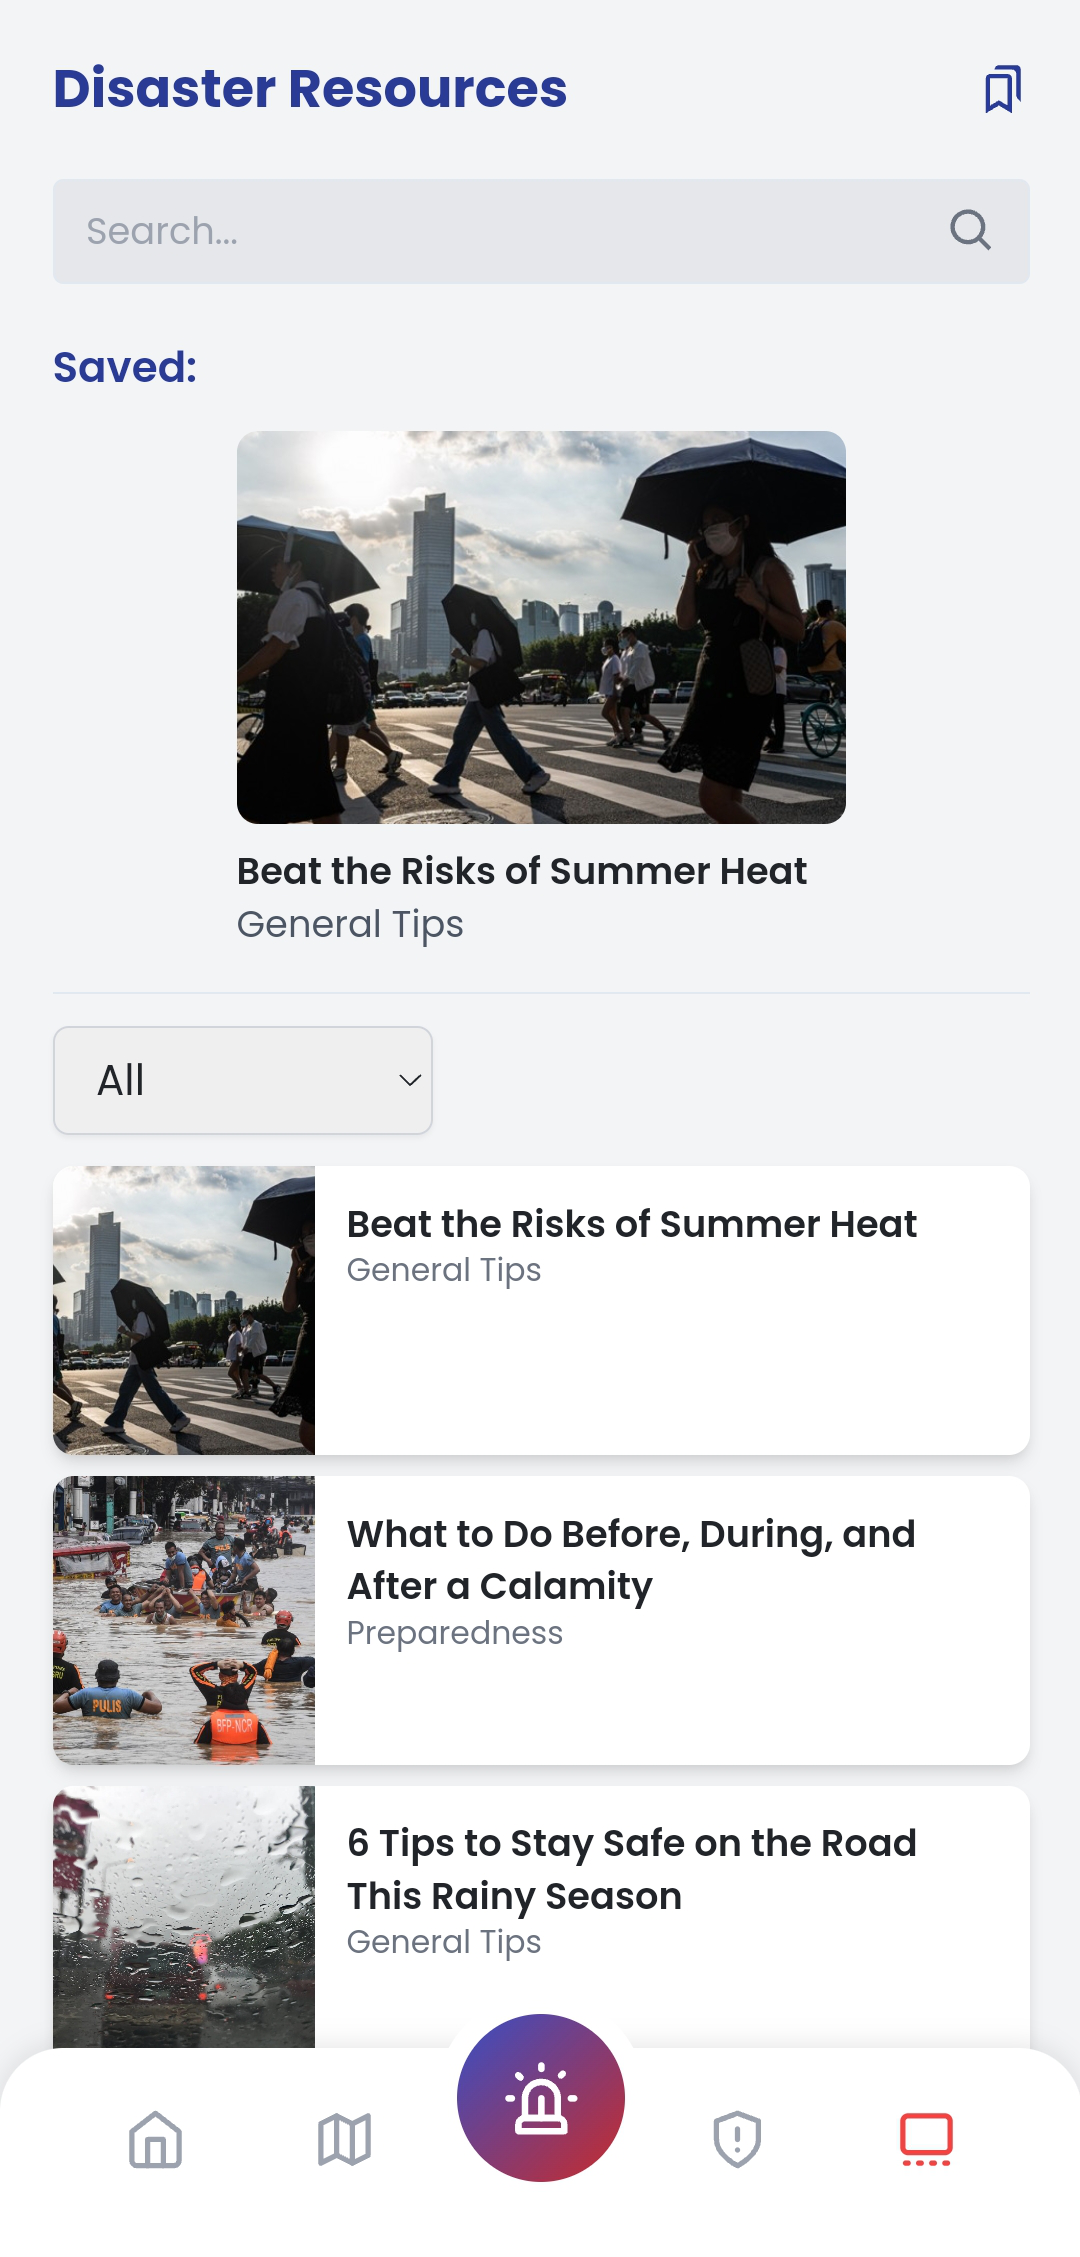 Disaster Resources
Search...
Saved:
Beat the Risks of Summer Heat
General Tips
All
Beat the Risks of Summer Heat
General Tips
What to Do Before, During, and
After a Calamity
Preparedness
PULIS
BFP-NCR
6 Tips to Stay Safe on the Road
This Rainy Season
General Tips